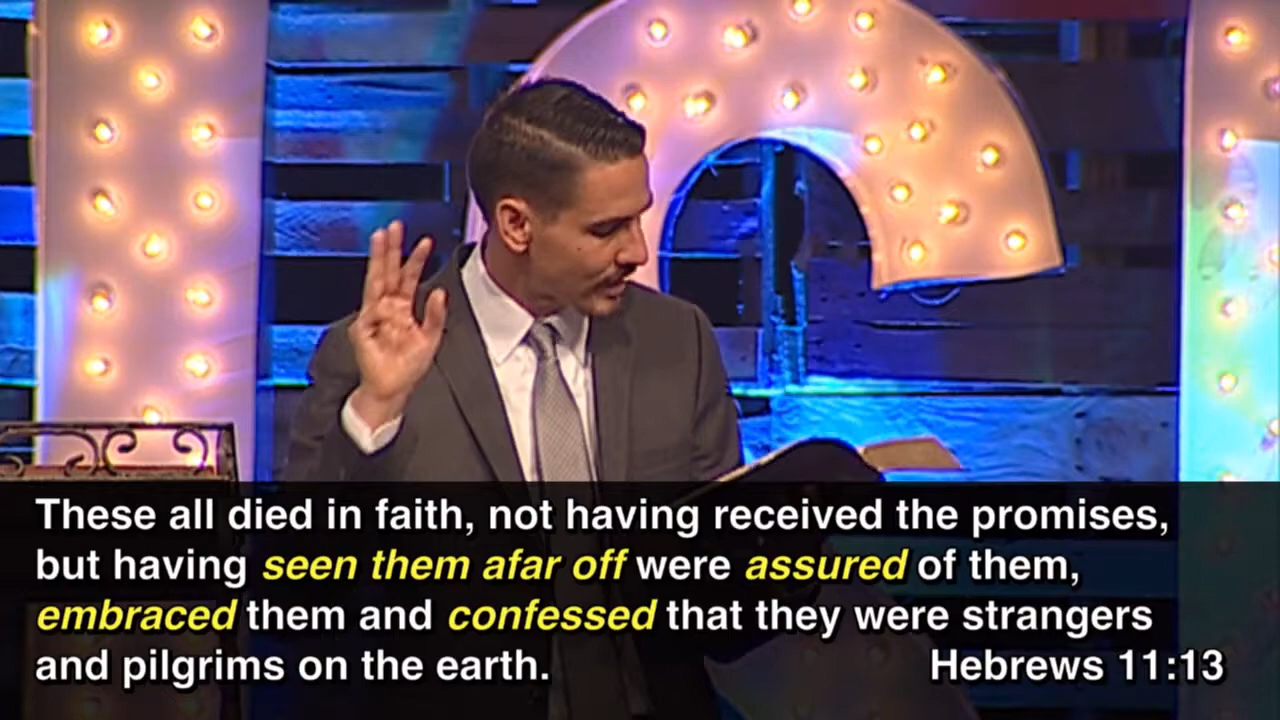 These all died in faith, not having received the promises,
but having seen them afar off were assured of them,
embraced them and confessed that they were strangers
and pilgrims on the earth. Hebrews 11:13